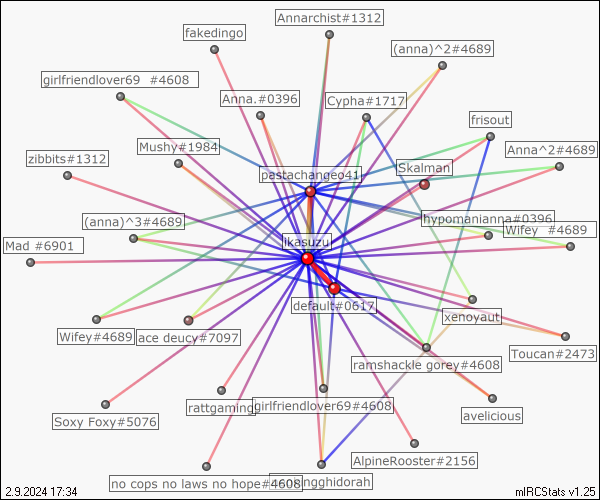 Annarchist#1312
fakedingo
(anna)^2#4689
girlfriendlover69 #4608
Anna.#0396
Cypha#1717
frisout
Mushy#1984
Anna^2#4689
zibbits#1312
Skalman
pastachangeo41
(anna)^3#4689
hypomanianna#0396
Wifey #4689
Mad #6901
Ikasuzu
default#0617
xenoyaut
Wifey#4689
ace deucy#7097
Toucan#2473
ramshackle gorey#4608
Soxy Foxy#5076
rattgaming
girlfriendlover69#4608
avelicious
AlpineRooster#2156
no cops no laws no hope#4608
2.9.2024 17:34
mIRCStats v1.25